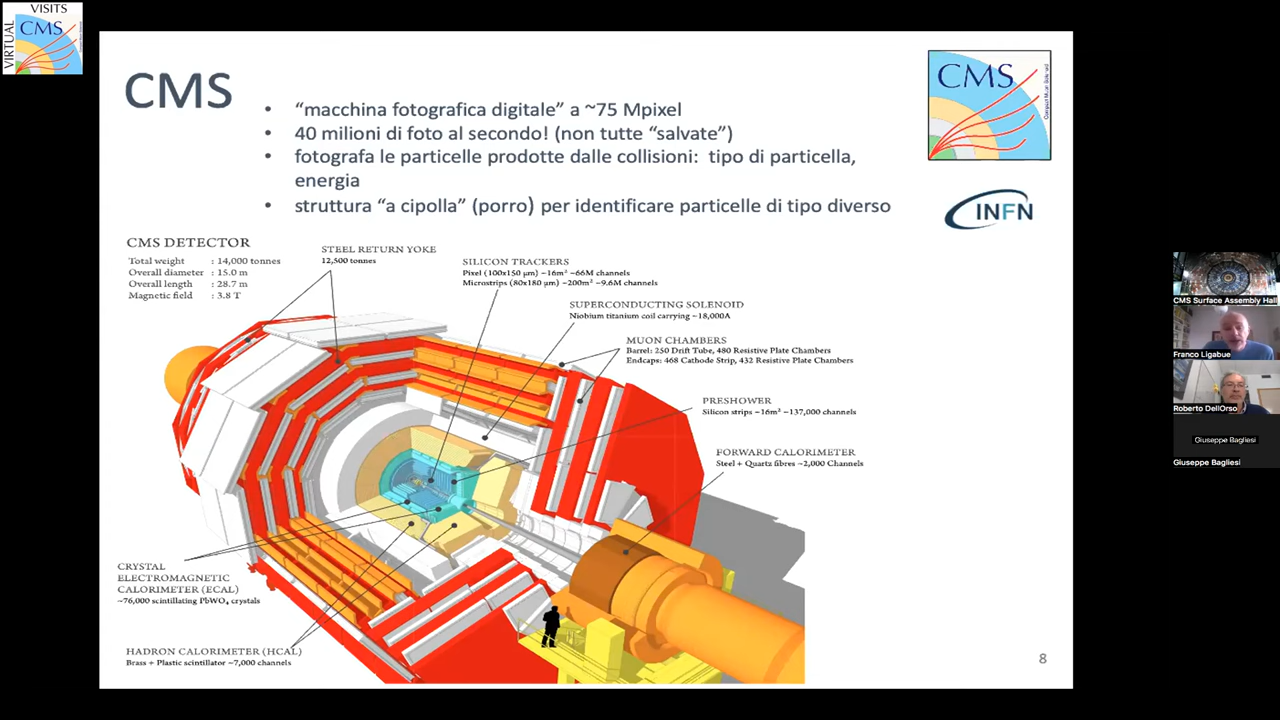 VISITS
VIRTUAL
CMS
CMS
"macchina fotografica digitale" a ~75 Mpixel
40 milioni di foto al secondo! (non tutte "salvate")
fotografa le particelle prodotte dalle collisioni: tipo di particella,
energia
struttura "a cipolla" (porro) per identificare particelle di tipo diverso
CMS
Compact Muon Solenoid
INFN
CMS DETECTOR
Total weight : 14,000 tonnes
Overall diameter : 15.0 m
Overall length : 28.7 m
Magnetic field : 3.8 T
STEEL RETURN YOKE
12,500 tonnes
SILICON TRACKERS
Pixel (100x150 μm) ~16m² ~66M channels
Microstrips (80x180 μm) ~200m² ~9.6M channels
SUPERCONDUCTING SOLENOID
Niobium titanium coil carrying ~18,000A
MUON CHAMBERS
Barrel: 250 Drift Tube, 480 Resistive Plate Chambers
Endcaps: 468 Cathode Strip, 432 Resistive Plate Chambers
PRESHOWER
Silicon strips ~16m² ~137,000 channels
FORWARD CALORIMETER
Steel + Quartz fibres ~2,000 Channels
CRYSTAL
ELECTROMAGNETIC
CALORIMETER (ECAL)
~76,000 scintillating PbWO₄ crystals
HADRON CALORIMETER (HCAL)
Brass + Plastic scintillator ~7,000 channels
8
CMS Surface Assembly Hall
Franco Ligabue
Roberto Dell'Orso
Giuseppe Bagliesi
Giuseppe Bagliesi